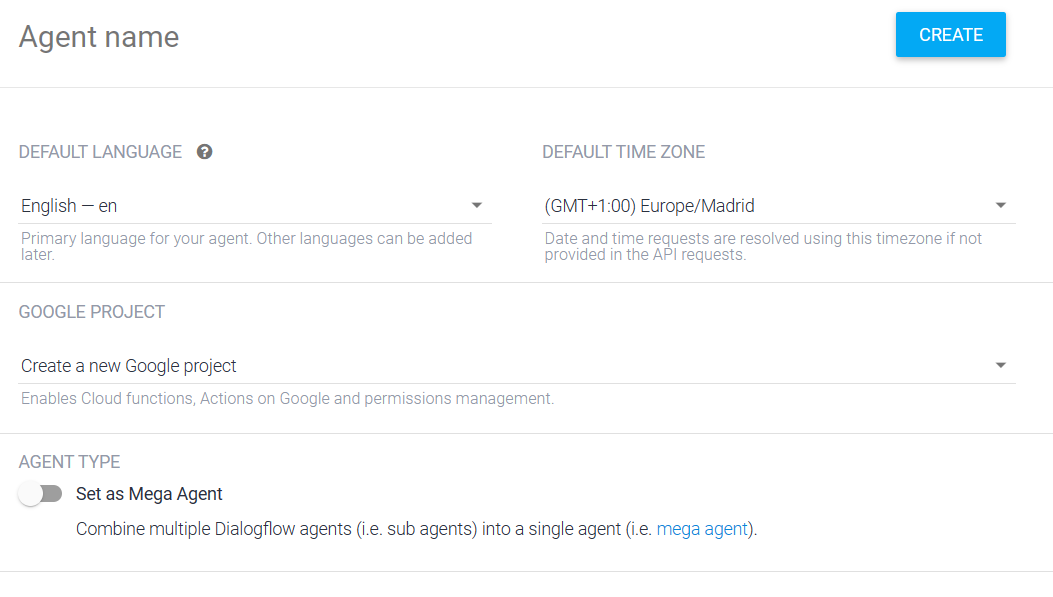 Agent name
CREATE
DEFAULT LANGUAGE ?
DEFAULT TIME ZONE
English — en
(GMT+1:00) Europe/Madrid
Primary language for your agent. Other languages can be added
later.
Date and time requests are resolved using this timezone if not
provided in the API requests.
GOOGLE PROJECT
Create a new Google project
Enables Cloud functions, Actions on Google and permissions management.
AGENT TYPE
Set as Mega Agent
Combine multiple Dialogflow agents (i.e. sub agents) into a single agent (i.e. mega agent).